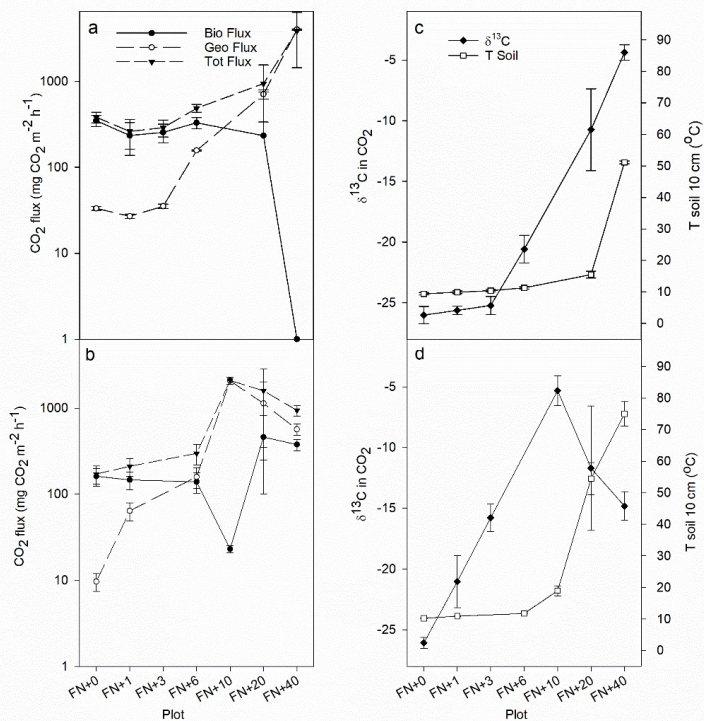 a
Bio Flux
Geo Flux
Tot Flux
CO2 flux (mg CO2 m−2 h−1)
1000
100
10
1
c
δ13C
T Soil
δ13C in CO2
-5
-10
-15
-20
-25
T soil 10 cm (oC)
90
80
70
60
50
40
30
20
10
0
b
CO2 flux (mg CO2 m−2 h−1)
1000
100
10
1
FN+0
FN+1
FN+3
FN+6
FN+10
FN+20
FN+40
Plot
d
δ13C in CO2
-5
-10
-15
-20
-25
T soil 10 cm (oC)
90
80
70
60
50
40
30
20
10
0
FN+0
FN+1
FN+3
FN+6
FN+10
FN+20
FN+40
Plot